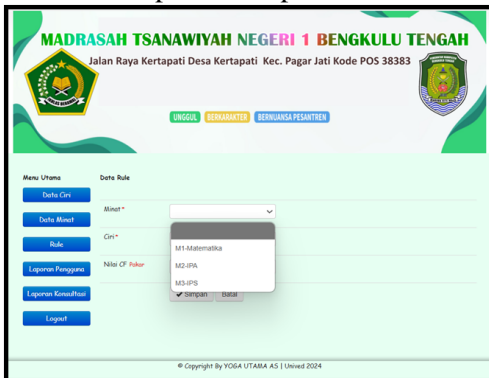 MADRASAH TSANAWIYAH NEGERI 1 BENGKULU TENGAH
Jalan Raya Kertapati Desa Kertapati Kec. Pagar Jati Kode POS 38383
UNGGUL BERKARAKTER BERNUANSA PESANTREN
Menu Utama
Data Ciri
Data Minat
Rule
Laporan Pengguna
Laporan Konsultasi
Logout
Data Rule
Minat*
Ciri*
M1-Matematika
Nilai CF Pakar
M2-IPA
M3-IPS
✔ Simpan Batal
© Copyright By YOGA UTAMA AS | Unived 2024